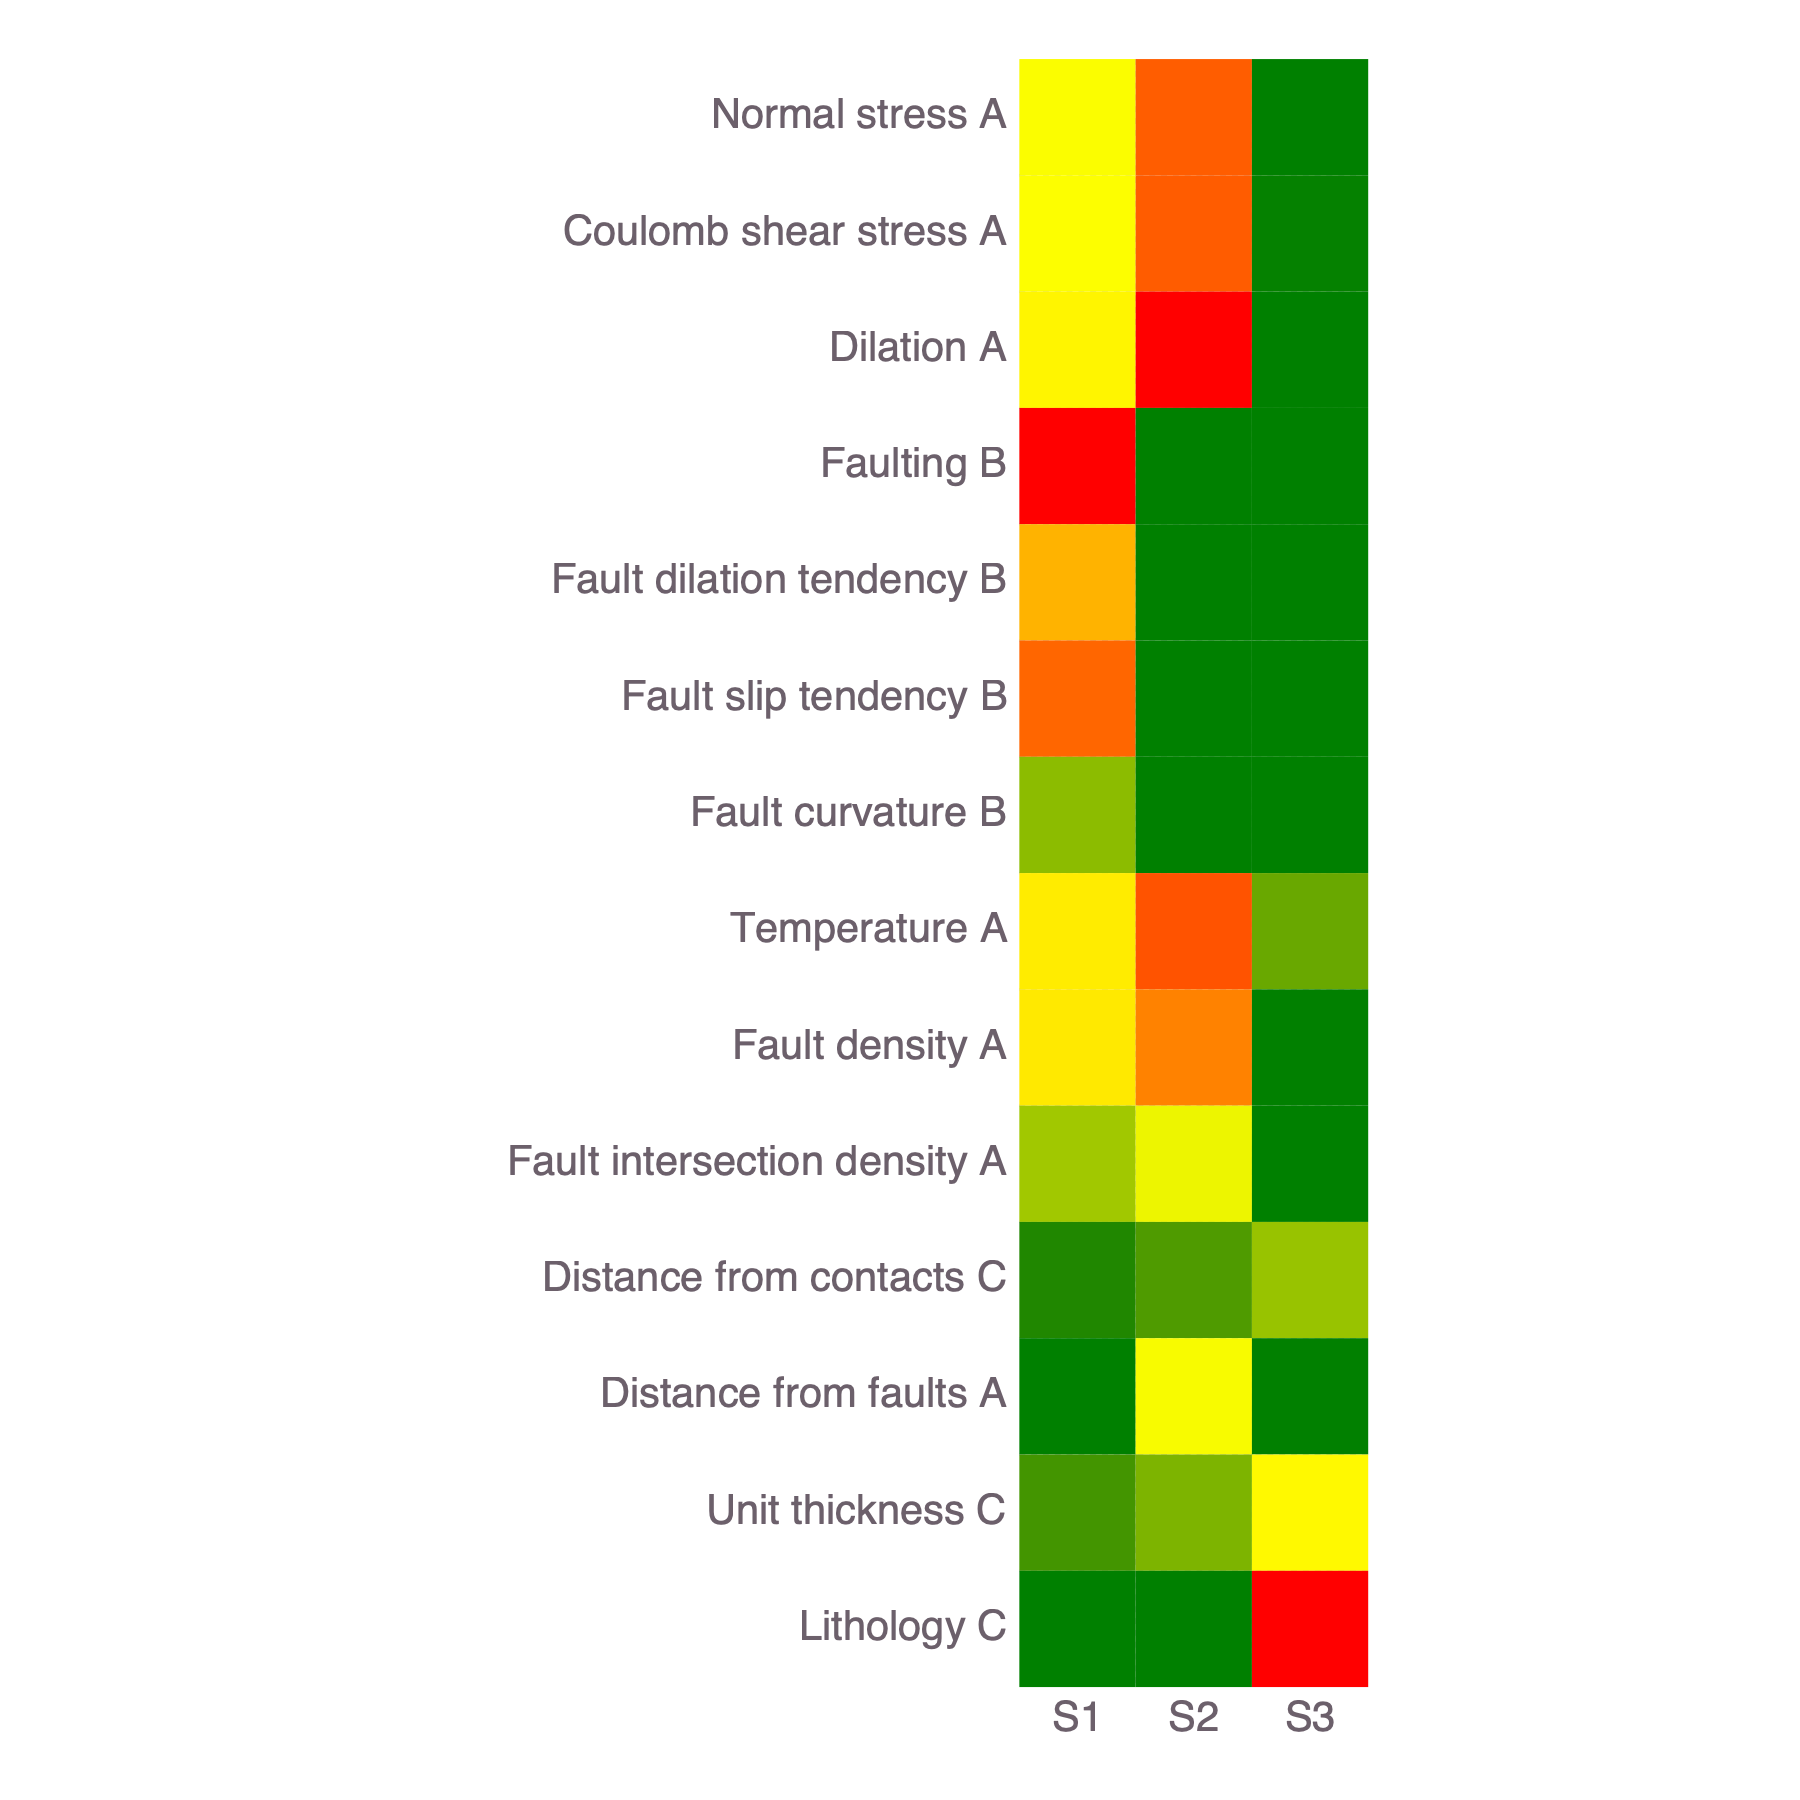 Normal stress A
Coulomb shear stress A
Dilation A
Faulting B
Fault dilation tendency B
Fault slip tendency B
Fault curvature B
Temperature A
Fault density A
Fault intersection density A
Distance from contacts C
Distance from faults A
Unit thickness C
Lithology C
S1 S2 S3